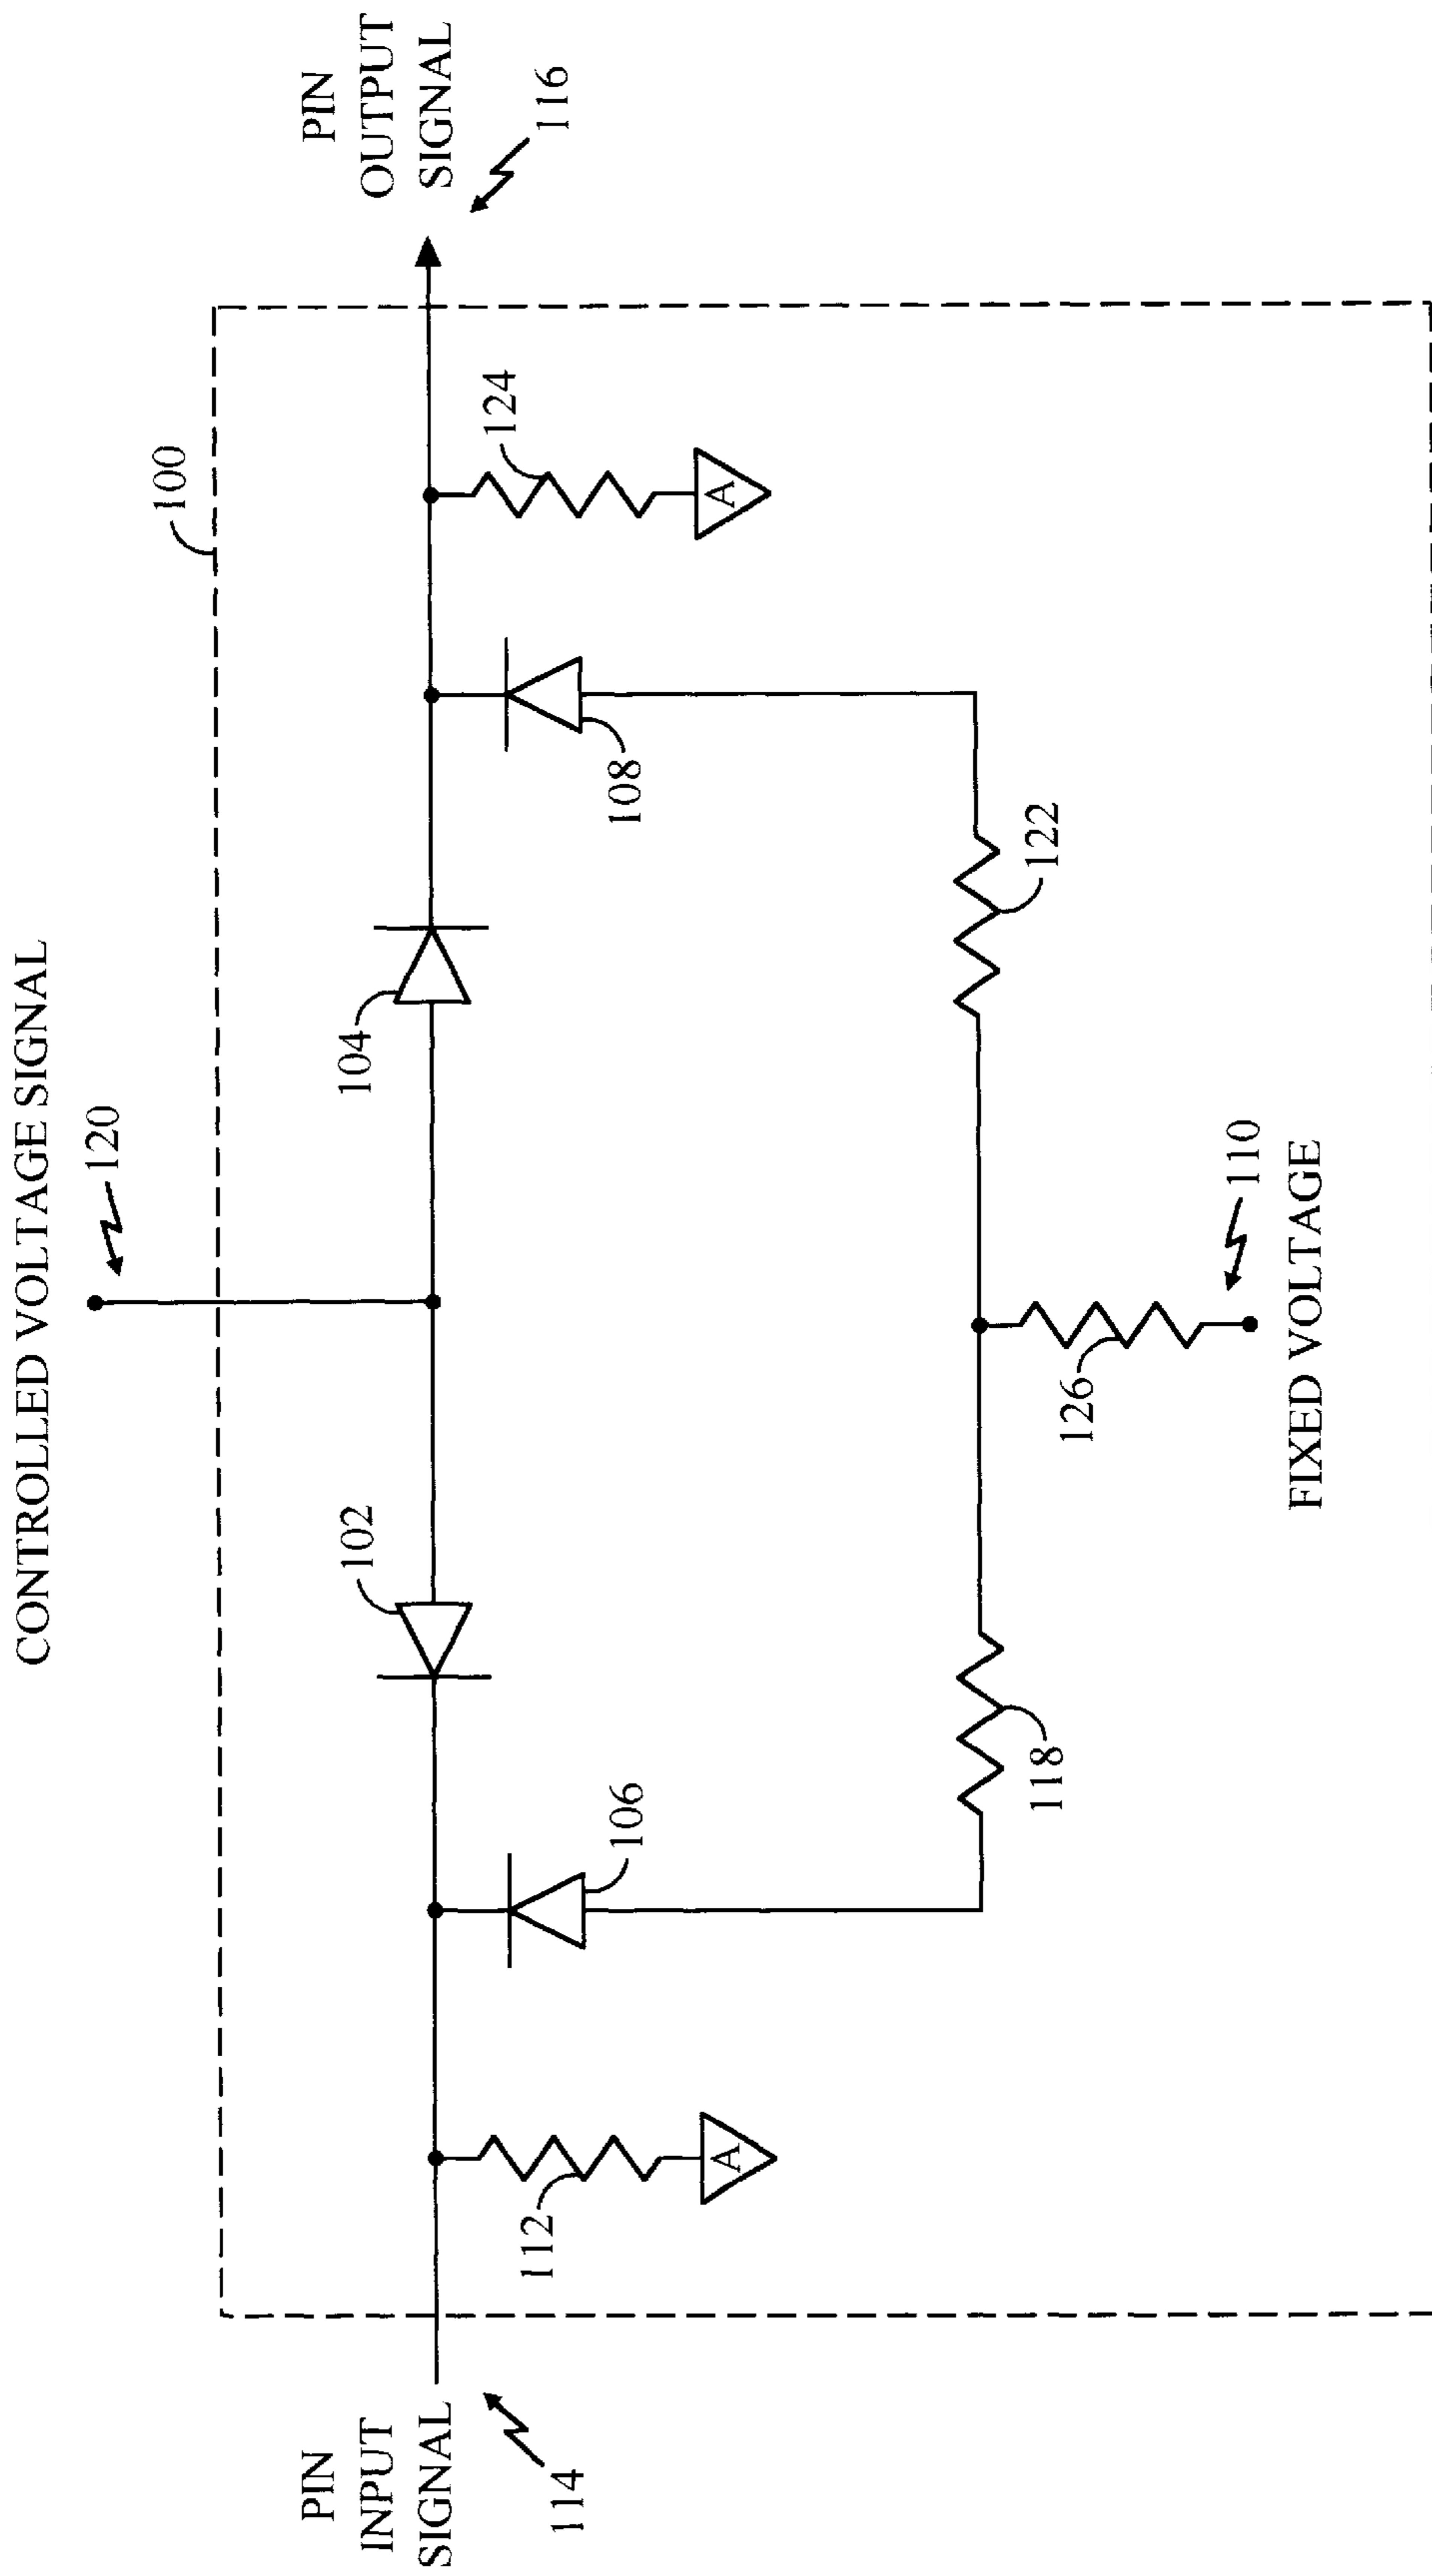 CONTROLLED VOLTAGE SIGNAL
120
100
PIN
INPUT
SIGNAL
114
112
A
106
102
104
108
124
A
PIN
OUTPUT
SIGNAL
116
118
122
126
110
FIXED VOLTAGE